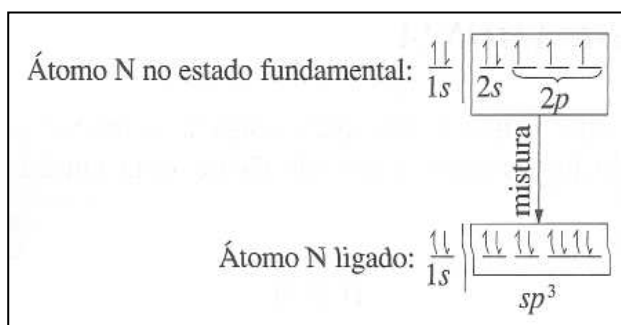 Átomo N no estado fundamental: 1s 2s 2p
mistura
Átomo N ligado: 1s sp³